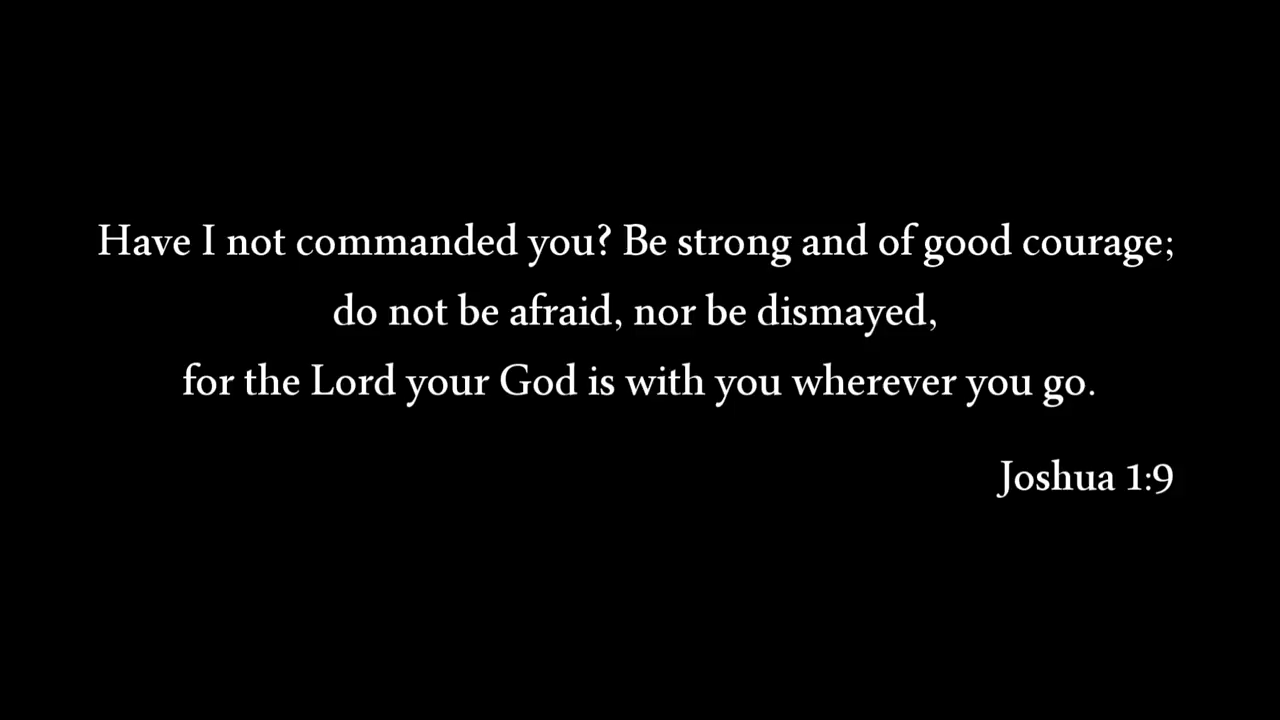 Have I not commanded you? Be strong and of good courage;
do not be afraid, nor be dismayed,
for the Lord your God is with you wherever you go.
Joshua 1:9